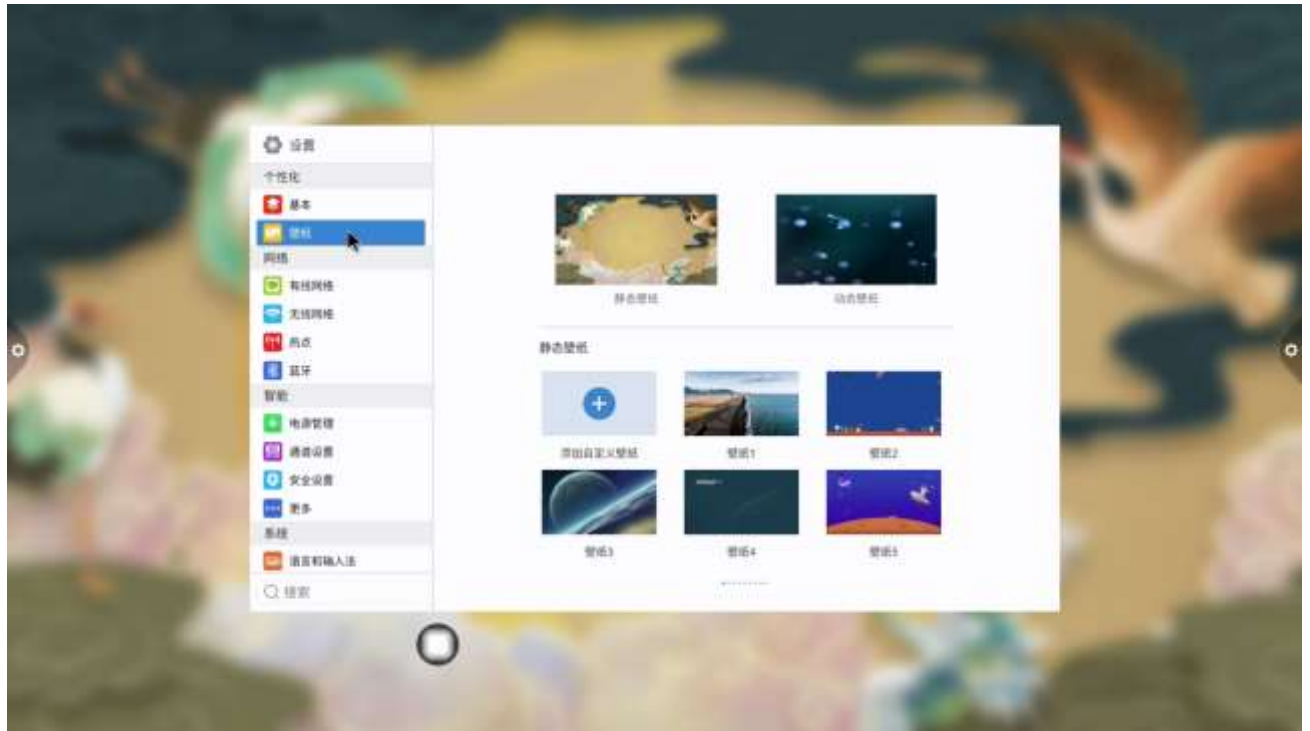 设置
个性化
基本
壁纸
网络
有线网络
无线网络
热点
蓝牙
智能
电源管理
通道设置
安全设置
更多
系统
语言和输入法
搜索
静态壁纸
动态壁纸
静态壁纸
添加自定义壁纸
壁纸1
壁纸2
壁纸3
壁纸4
壁纸5